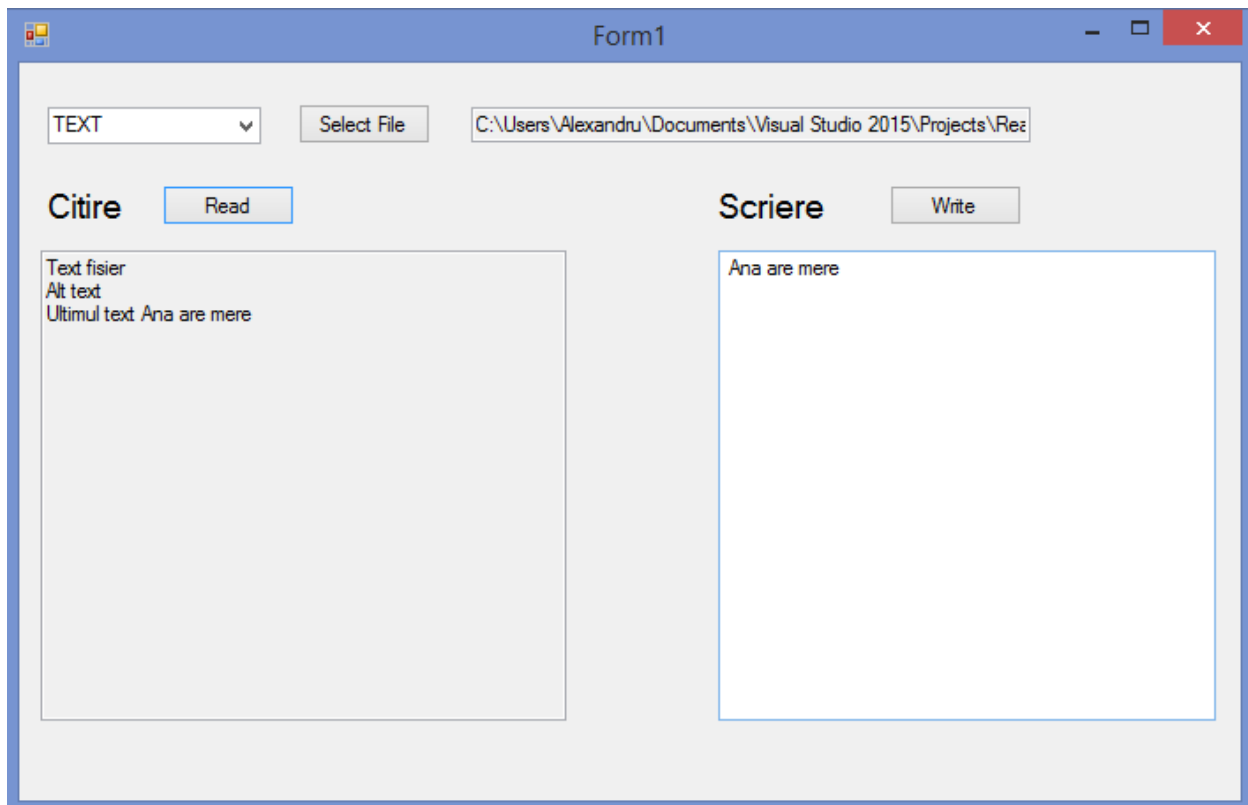 Form1
TEXT
Select File
C:\Users\Alexandru\Documents\Visual Studio 2015\Projects\Rea
Citire
Read
Scriere
Write
Text fisier
Alt text
Ultimul text Ana are mere
Ana are mere